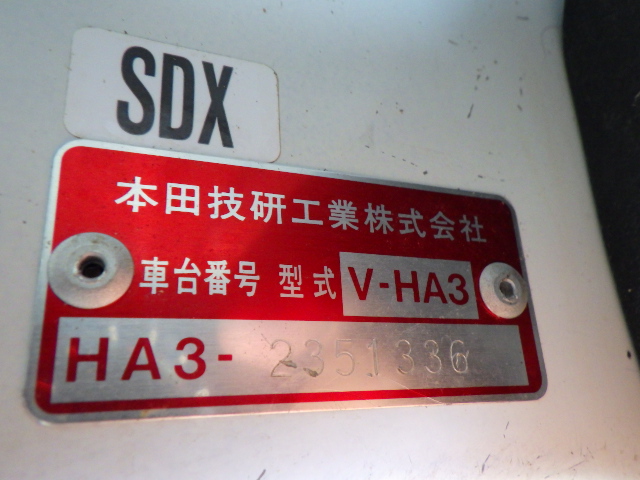 SDX
本田技研工業株式会社
車台番号 型式 V-HA3
HA3-2351336